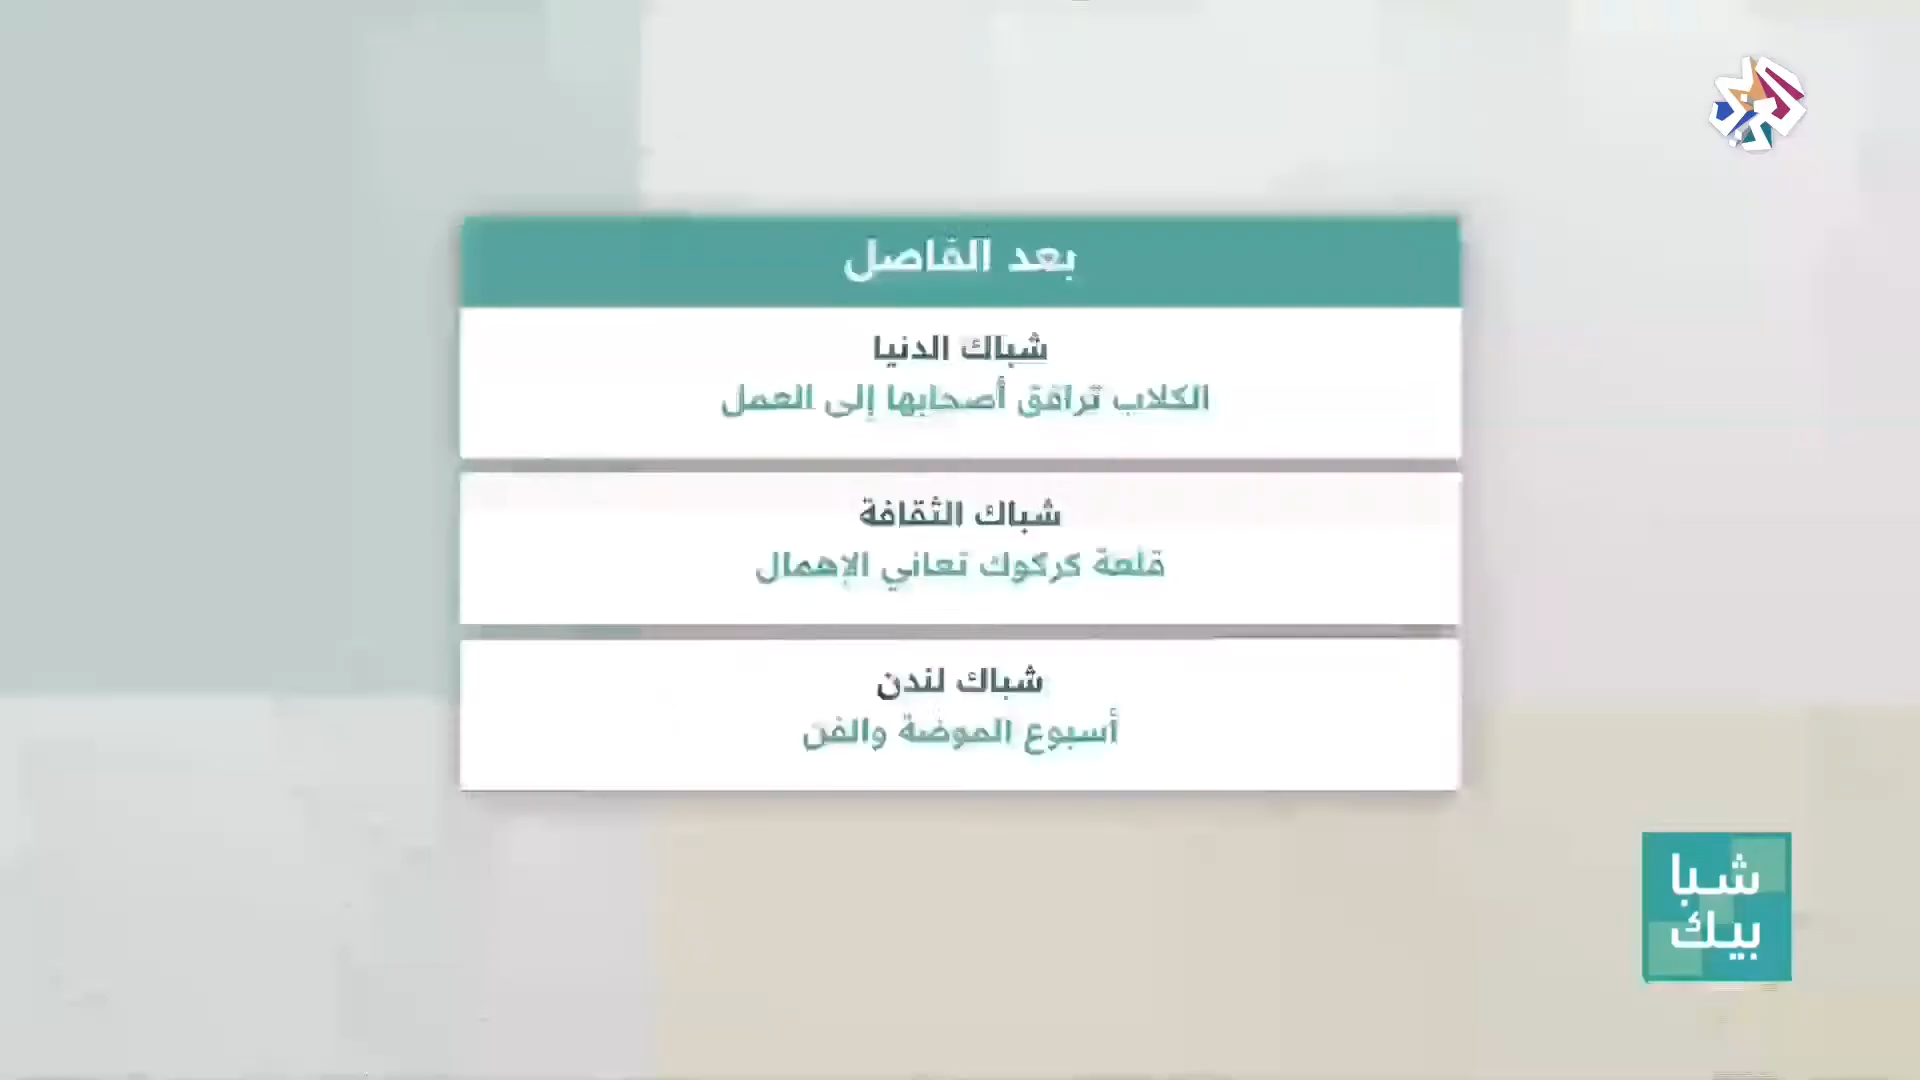 بعد الفاصل
شباك الدنيا
الكلاب ترافق أصحابها إلى العمل
شباك الثقافة
قلعة كركوك تعاني الإهمال
شباك لندن
أسبوع الموضة والفن
شبا
بيك